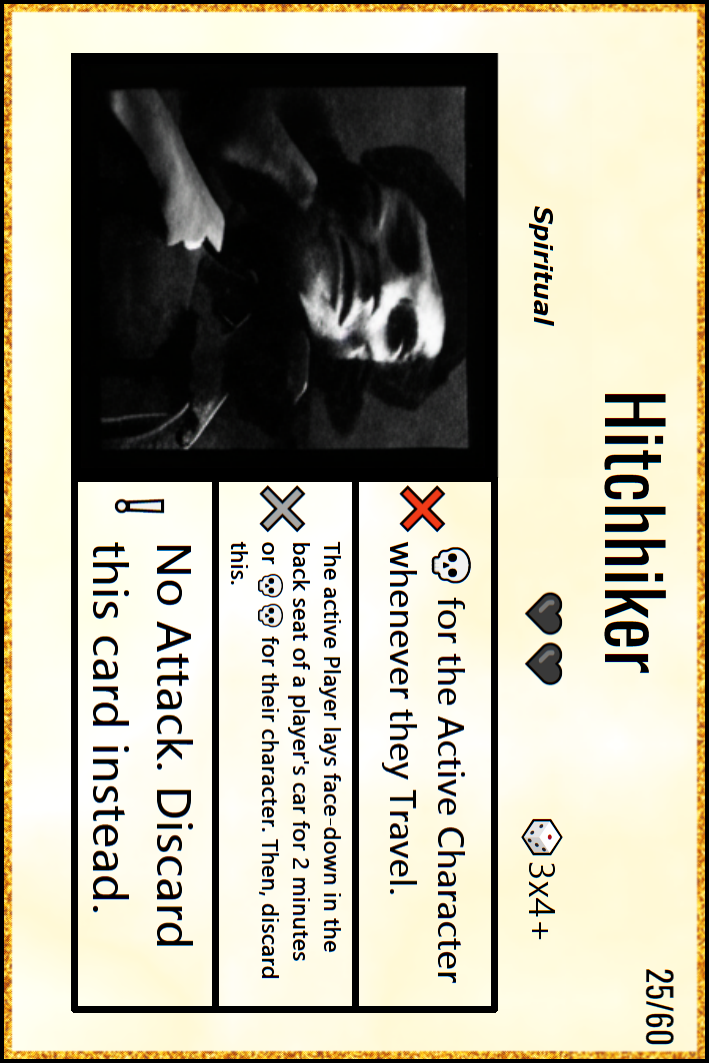 Hitchhiker
25/60
Spiritual
🖤🖤
🎲3x4+
❌ 💀 for the Active Character
whenever they Travel.
The active Player lays face-down in the
back seat of a player's car for 2 minutes
or 💀💀 for their character. Then, discard
this.
No Attack. Discard
this card instead.